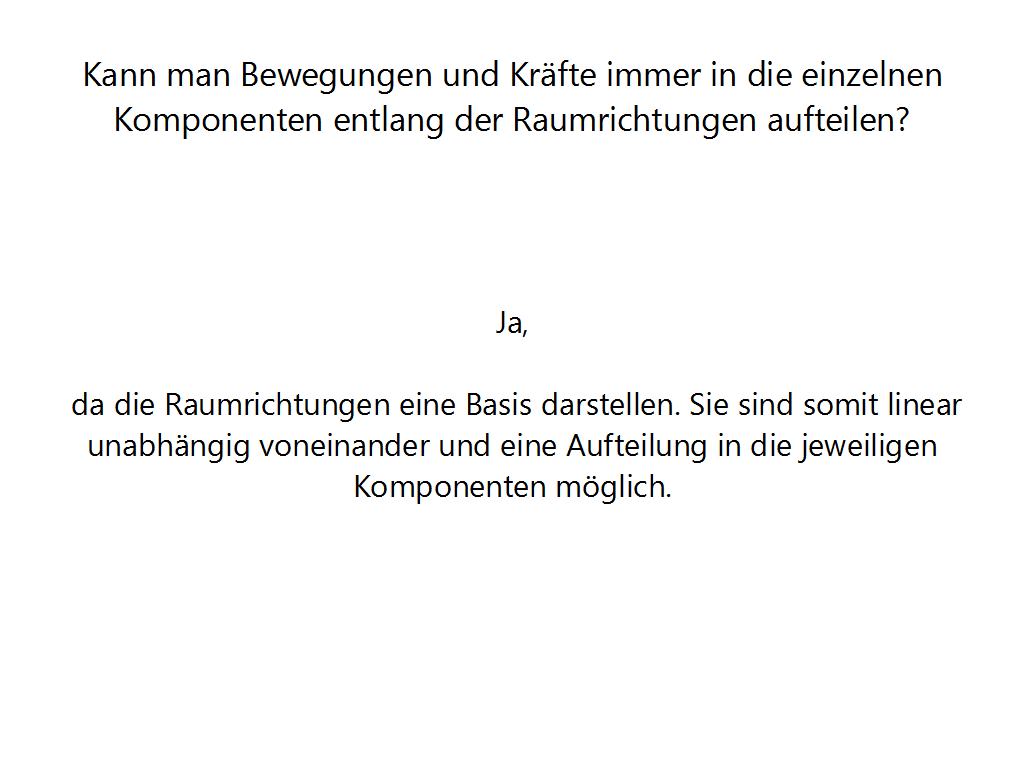 Kann man Bewegungen und Kräfte immer in die einzelnen
Komponenten entlang der Raumrichtungen aufteilen?
Ja,
da die Raumrichtungen eine Basis darstellen. Sie sind somit linear
unabhängig voneinander und eine Aufteilung in die jeweiligen
Komponenten möglich.